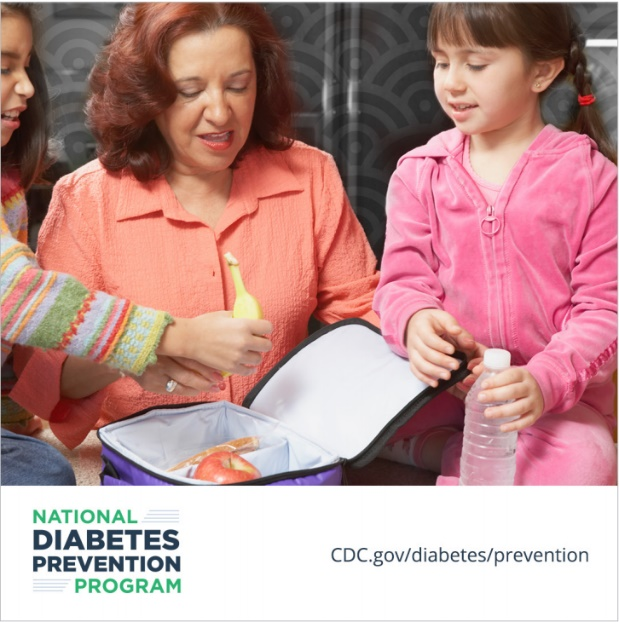 NATIONAL
DIABETES
PREVENTION
PROGRAM
CDC.gov/diabetes/prevention